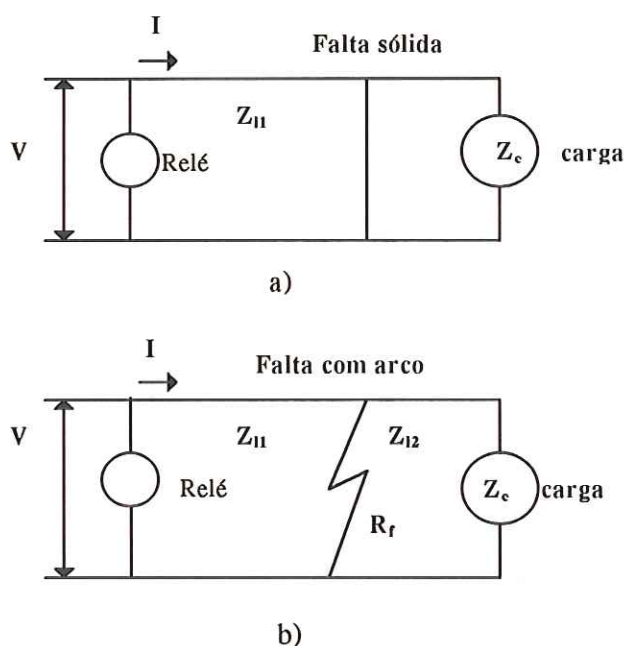 I
Falta sólida
Z_l1
V
Relé
Z_c
carga
a)
I
Falta com arco
V
Z_l1
Z_l2
Relé
Z_c
carga
R_f
b)